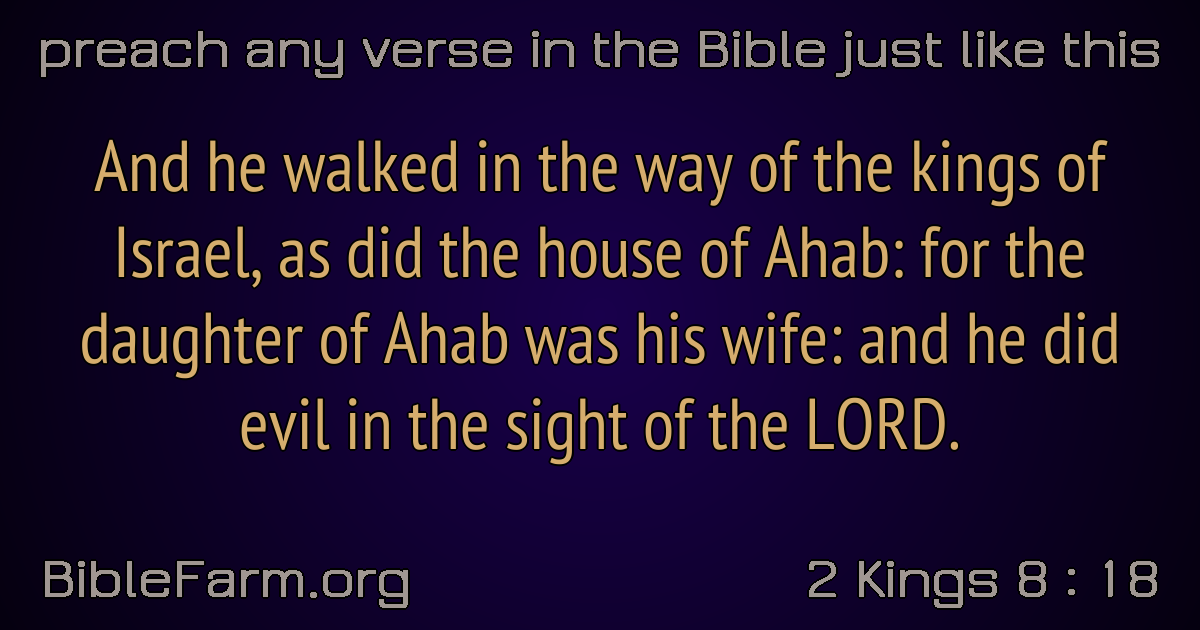 preach any verse in the Bible just like this
And he walked in the way of the kings of
Israel, as did the house of Ahab: for the
daughter of Ahab was his wife: and he did
evil in the sight of the LORD.
BibleFarm.org
2 Kings 8 : 18